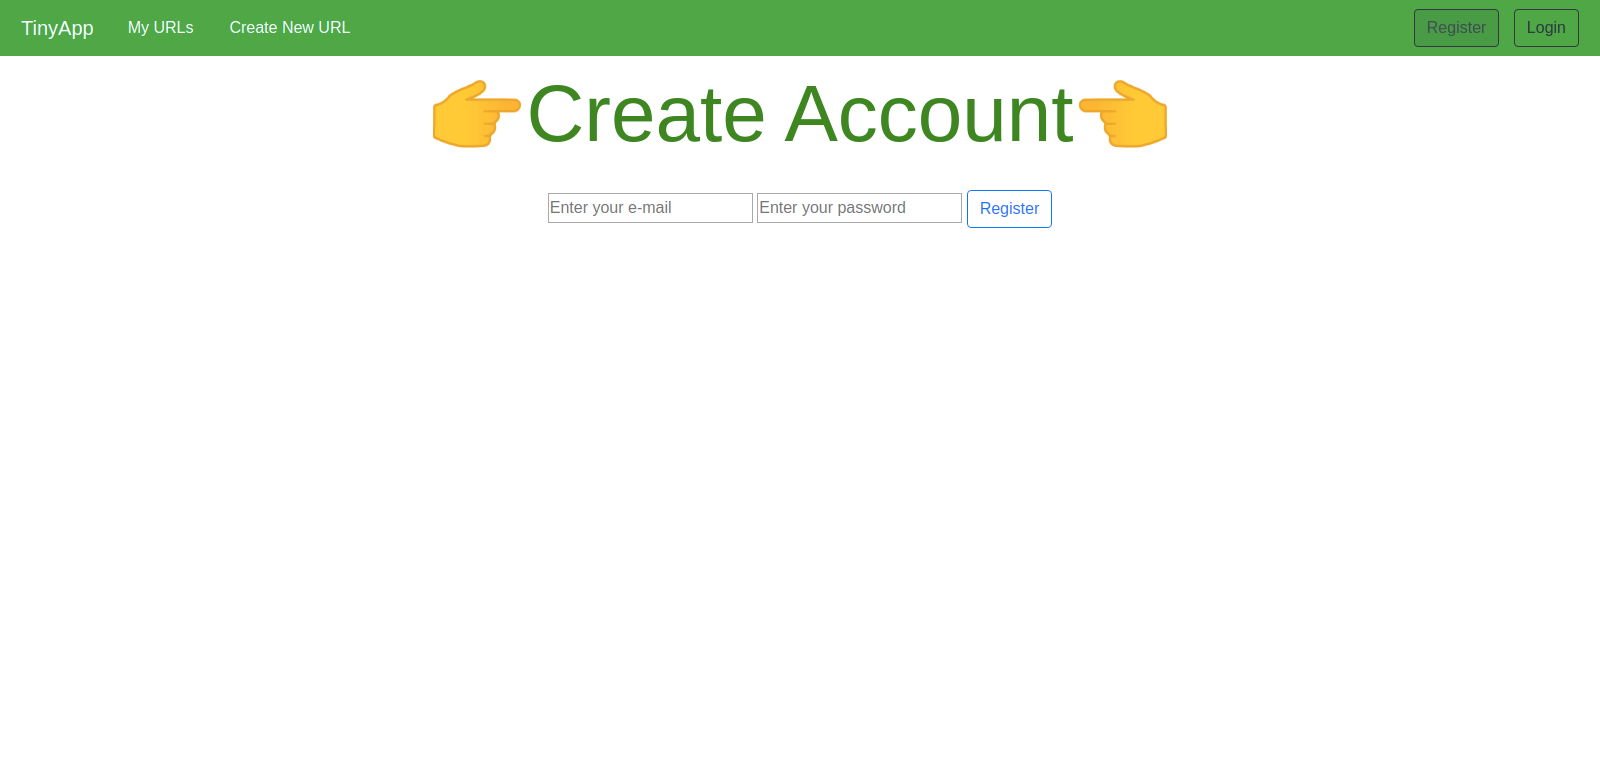 TinyApp My URLs Create New URL Register Login
👉Create Account👈
Enter your e-mail Enter your password Register